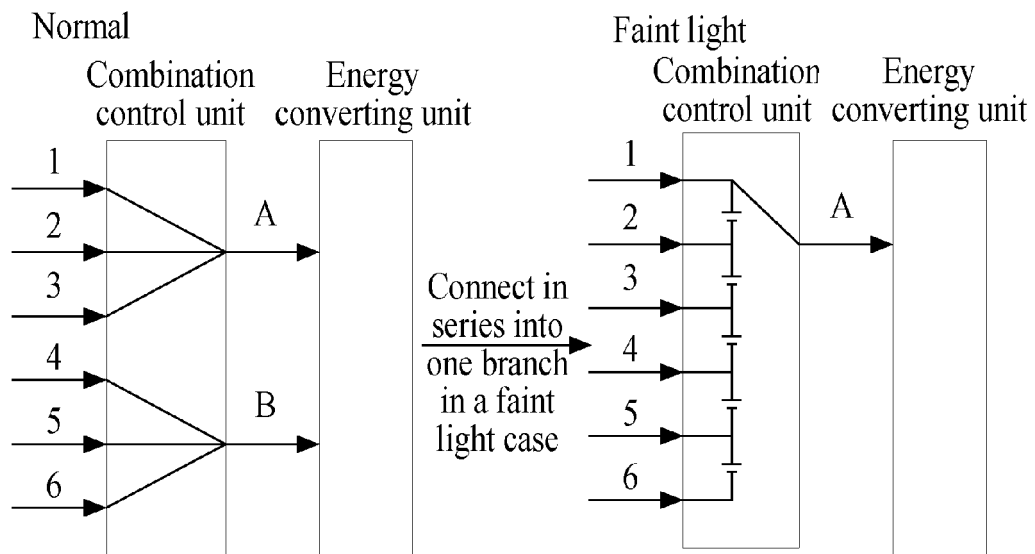 Normal
Combination
control unit
Energy
converting unit
1
2
3
4
5
6
A
B
Connect in
series into
one branch
in a faint
light case
Faint light
Combination
control unit
Energy
converting unit
1
2
3
4
5
6
A